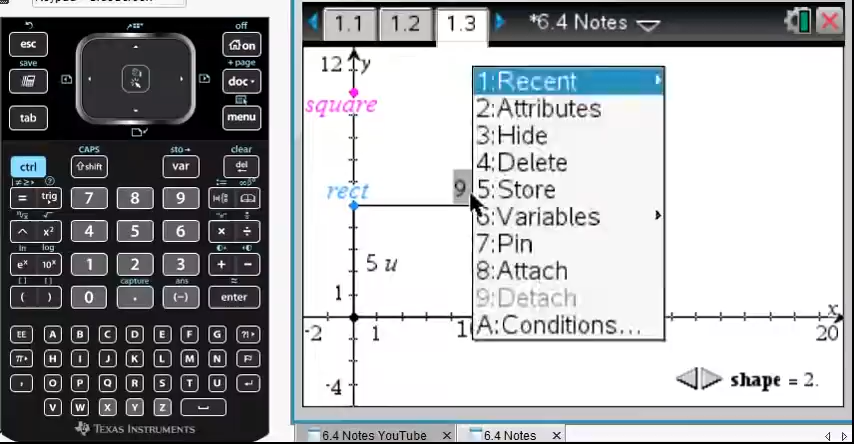 esc
save
tab
off
on
+ page
doc
menu
ctrl
CAPS
shift
sto→
var
clear
del
= trig 7 8 9
^ x² 4 5 6 × ÷
ln log
eˣ 10ˣ 1 2 3 + −
capture ans
( ) 0 . (−) enter
EE A B C D E F G ?!
π H I J K L M N
, O P Q R S T U
V W X Y Z
TEXAS INSTRUMENTS
1.1 1.2 1.3 *6.4 Notes
12 y
square
rect
9
5 u
1
-2 1 10 20
x
-4
1:Recent
2:Attributes
3:Hide
4:Delete
5:Store
6:Variables
7:Pin
8:Attach
9:Detach
A:Conditions...
shape = 2.
6.4 Notes YouTube
6.4 Notes